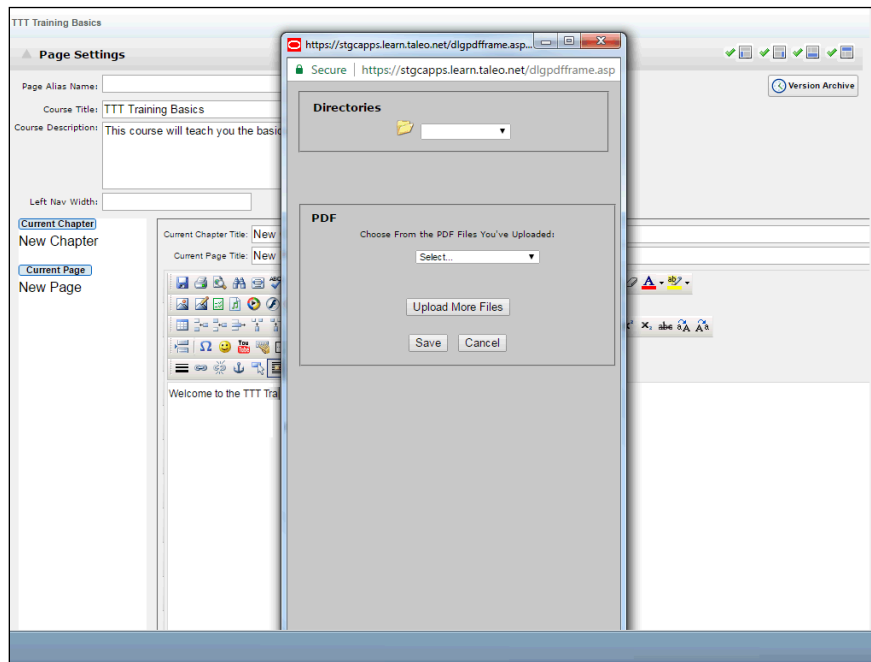 TTT Training Basics
Page Settings
Page Alias Name:
Version Archive
Course Title: TTT Training Basics
Course Description: This course will teach you the basic
Left Nav Width:
Current Chapter
New Chapter
Current Page
New Page
Current Chapter Title: New
Current Page Title: New
ABC
You
Tube
Welcome to the TTT Tra
https://stgcapps.learn.taleo.net/dlgpdfframe.asp...
Secure | https://stgcapps.learn.taleo.net/dlgpdfframe.asp
Directories
PDF
Choose From the PDF Files You've Uploaded:
Select...
Upload More Files
Save Cancel